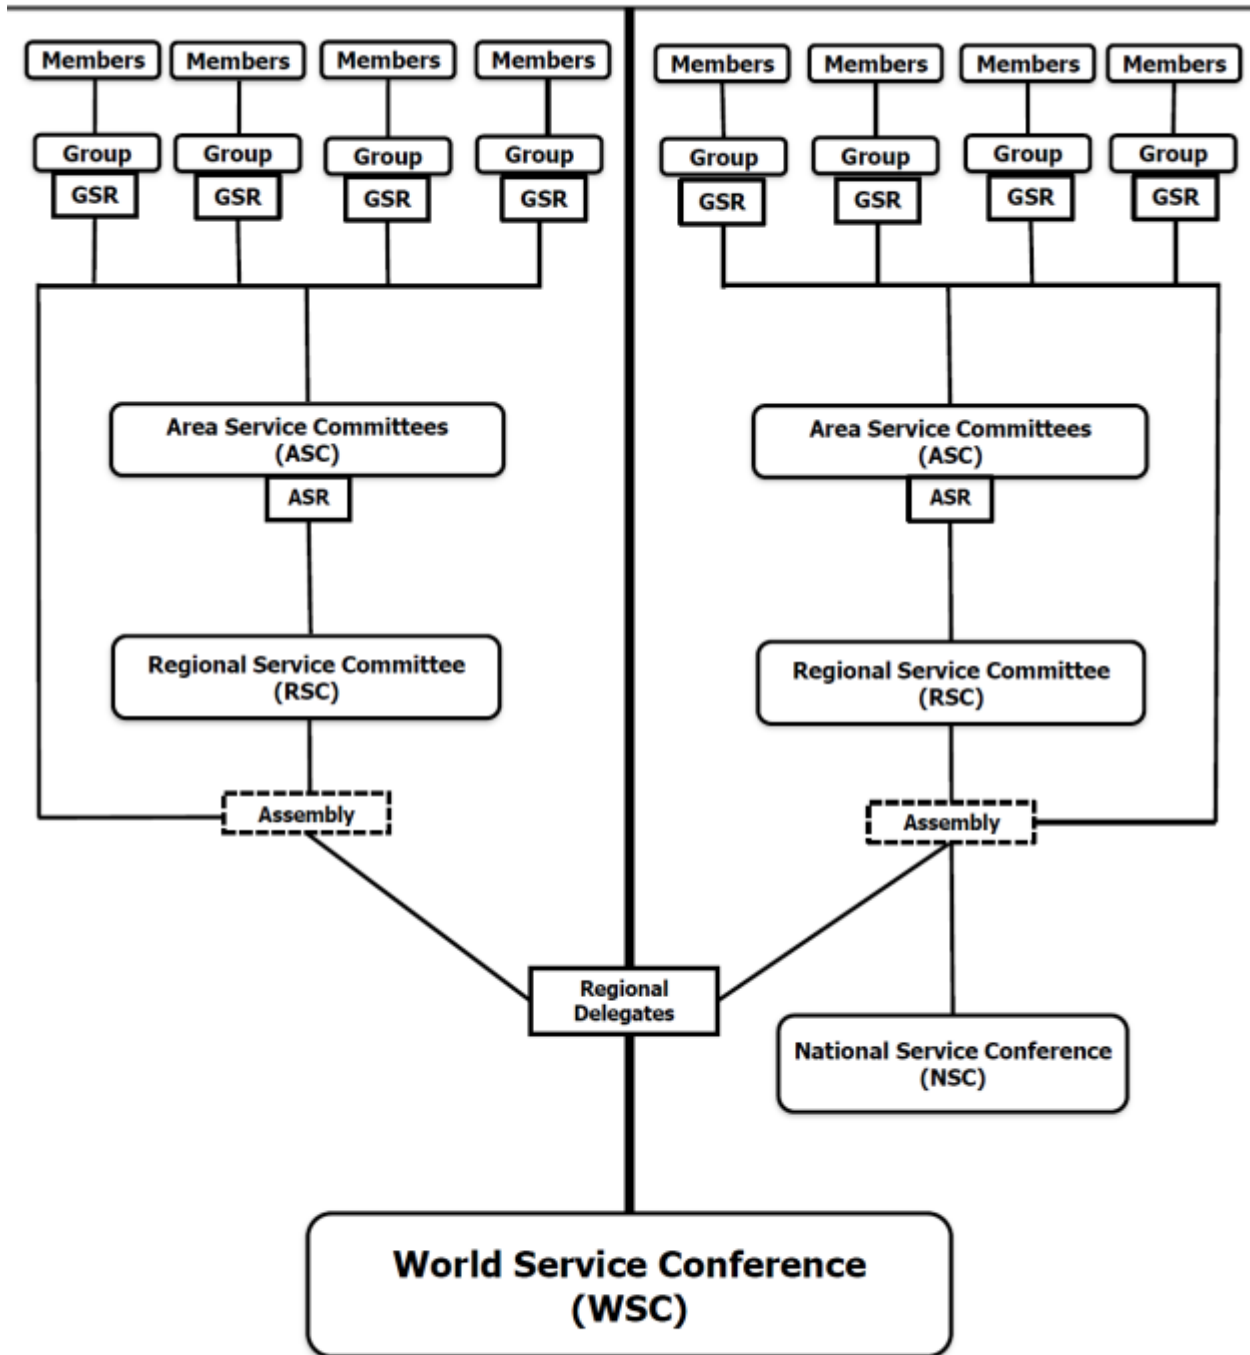 Members
Members
Members
Members
Members
Members
Members
Members
Group
Group
Group
Group
Group
Group
Group
Group
GSR
GSR
GSR
GSR
GSR
GSR
GSR
GSR
Area Service Committees
(ASC)
ASR
Area Service Committees
(ASC)
ASR
Regional Service Committee
(RSC)
Regional Service Committee
(RSC)
Assembly
Assembly
Regional
Delegates
National Service Conference
(NSC)
World Service Conference
(WSC)